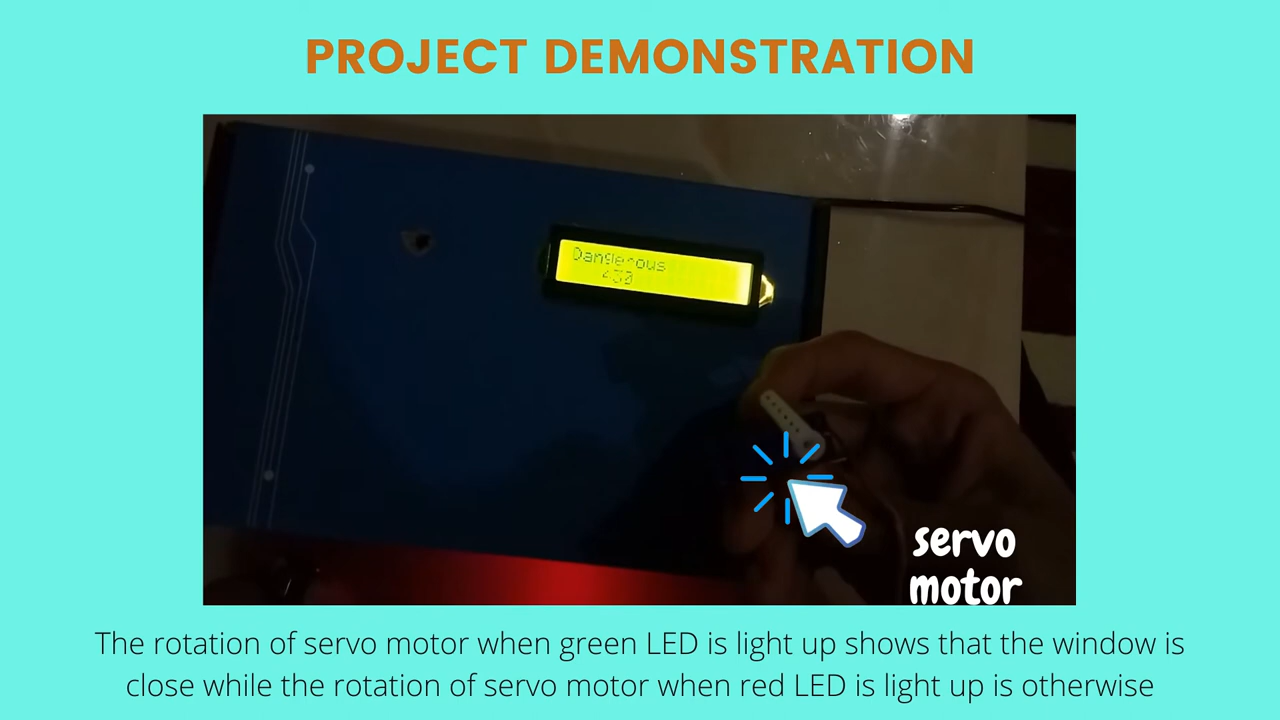 PROJECT DEMONSTRATION
Dangerous
servo
motor
The rotation of servo motor when green LED is light up shows that the window is
close while the rotation of servo motor when red LED is light up is otherwise